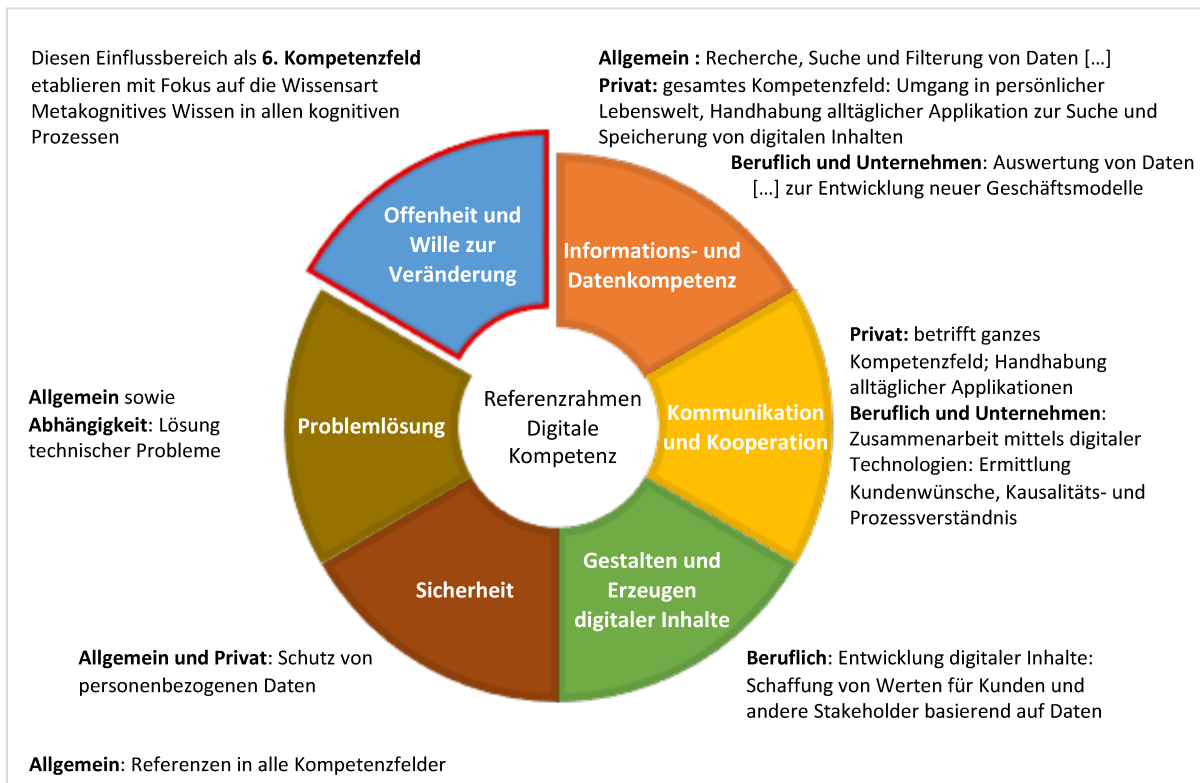 Diesen Einflussbereich als 6. Kompetenzfeld
etablieren mit Fokus auf die Wissensart
Metakognitives Wissen in allen kognitiven
Prozessen
Allgemein : Recherche, Suche und Filterung von Daten […]
Privat: gesamtes Kompetenzfeld: Umgang in persönlicher
Lebenswelt, Handhabung alltäglicher Applikation zur Suche und
Speicherung von digitalen Inhalten
Beruflich und Unternehmen: Auswertung von Daten
[…] zur Entwicklung neuer Geschäftsmodelle
Offenheit und
Wille zur
Veränderung
Informations- und
Datenkompetenz
Privat: betrifft ganzes
Kompetenzfeld; Handhabung
alltäglicher Applikationen
Beruflich und Unternehmen:
Zusammenarbeit mittels digitaler
Technologien: Ermittlung
Kundenwünsche, Kausalitäts- und
Prozessverständnis
Allgemein sowie
Abhängigkeit: Lösung
technischer Probleme
Problemlösung
Referenzrahmen
Digitale
Kompetenz
Kommunikation
und Kooperation
Sicherheit
Gestalten und
Erzeugen
digitaler Inhalte
Allgemein und Privat: Schutz von
personenbezogenen Daten
Beruflich: Entwicklung digitaler Inhalte:
Schaffung von Werten für Kunden und
andere Stakeholder basierend auf Daten
Allgemein: Referenzen in alle Kompetenzfelder